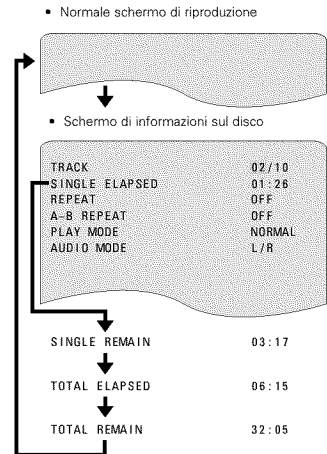 • Normale schermo di riproduzione
• Schermo di informazioni sul disco
TRACK 02/10
SINGLE ELAPSED 01:26
REPEAT OFF
A–B REPEAT OFF
PLAY MODE NORMAL
AUDIO MODE L/R
SINGLE REMAIN 03:17
TOTAL ELAPSED 06:15
TOTAL REMAIN 32:05